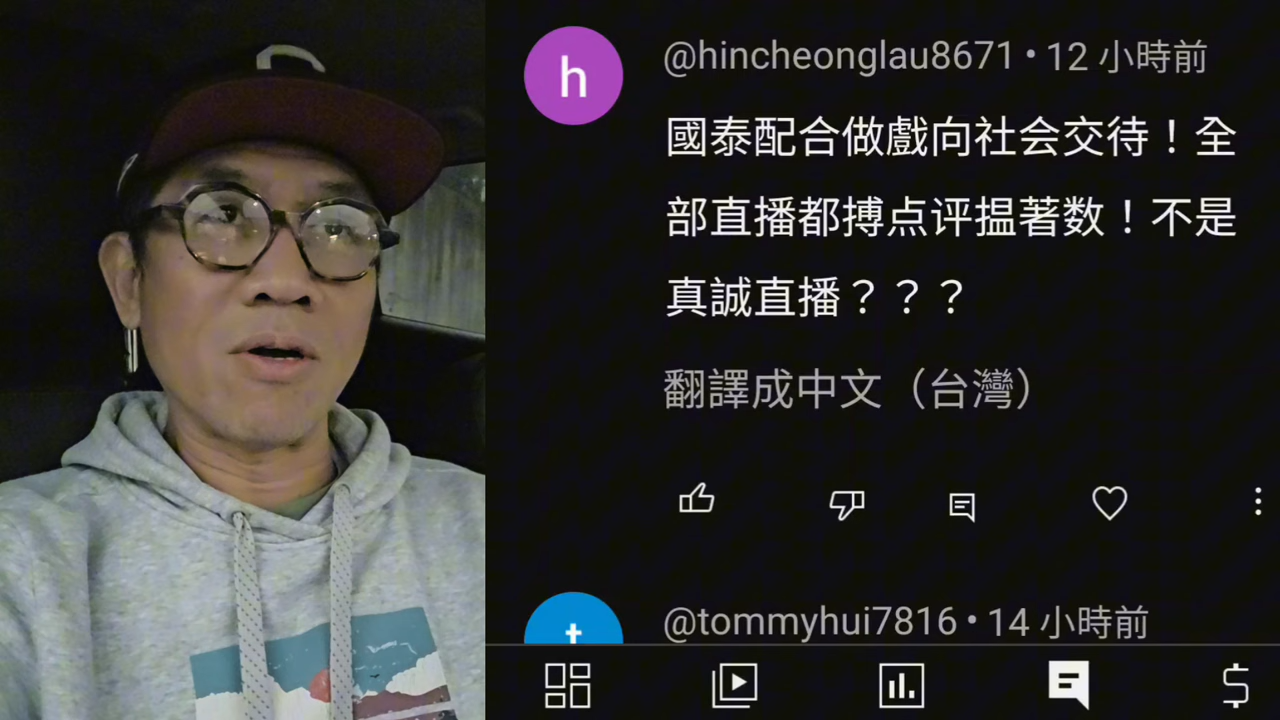 h
@hincheonglau8671 • 12 小時前
國泰配合做戲向社会交待！全
部直播都搏点评揾著数！不是
真誠直播？？？
翻譯成中文（台灣）
t
@tommyhui7816 • 14 小時前